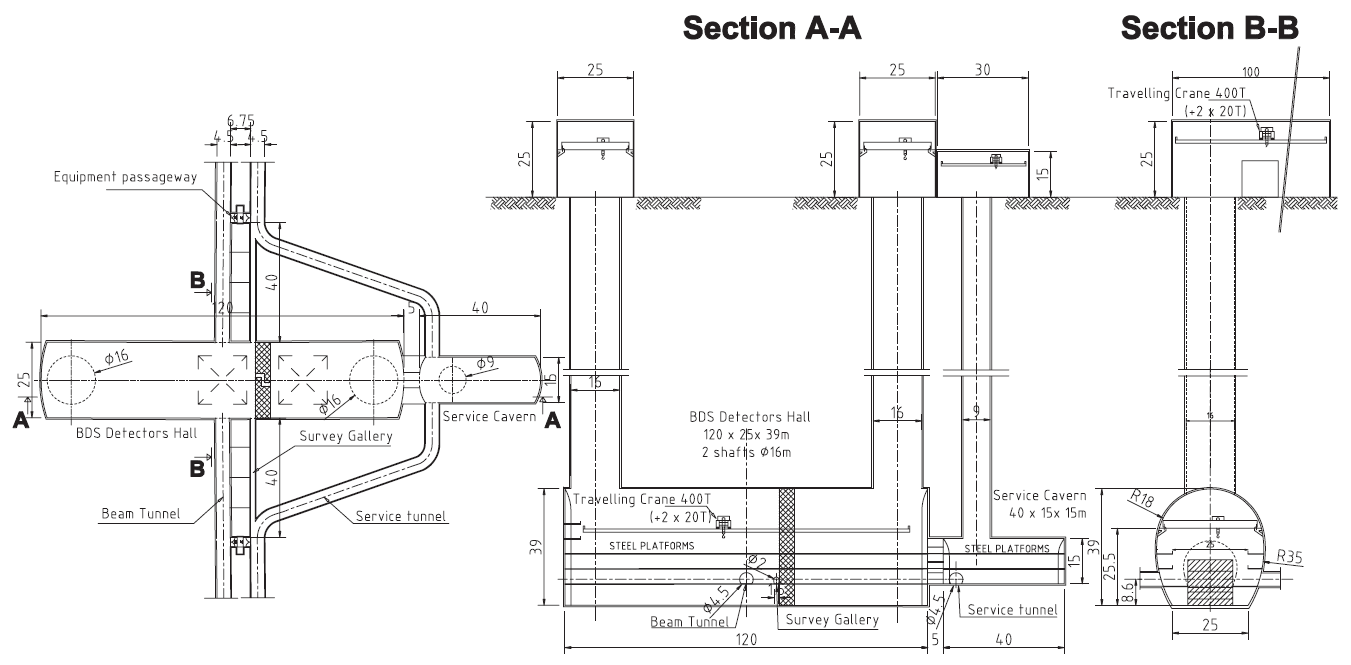 Section A-A
Section B-B
25
25
30
100
Travelling Crane 400T
(+2 x 20T)
6.75
4.5
4.5
25
25
15
25
Equipment passageway
40
B
120
5
40
Φ16
Φ9
25
15
16
Φ16
A
BDS Detectors Hall
Service Cavern
A
16
9
16
BDS Detectors Hall
120 x 25x 39m
2 shafts Φ16m
Survey Gallery
B
40
Travelling Crane 400T
(+2 x 20T)
Service Cavern
40 x 15x 15m
R18
Beam Tunnel
Service tunnel
39
STEEL PLATFORMS
STEEL PLATFORMS
15
39
25.5
R35
Φ2
8.6
Φ4.5
Φ4.5
Beam Tunnel
Survey Gallery
Service tunnel
120
5
40
25